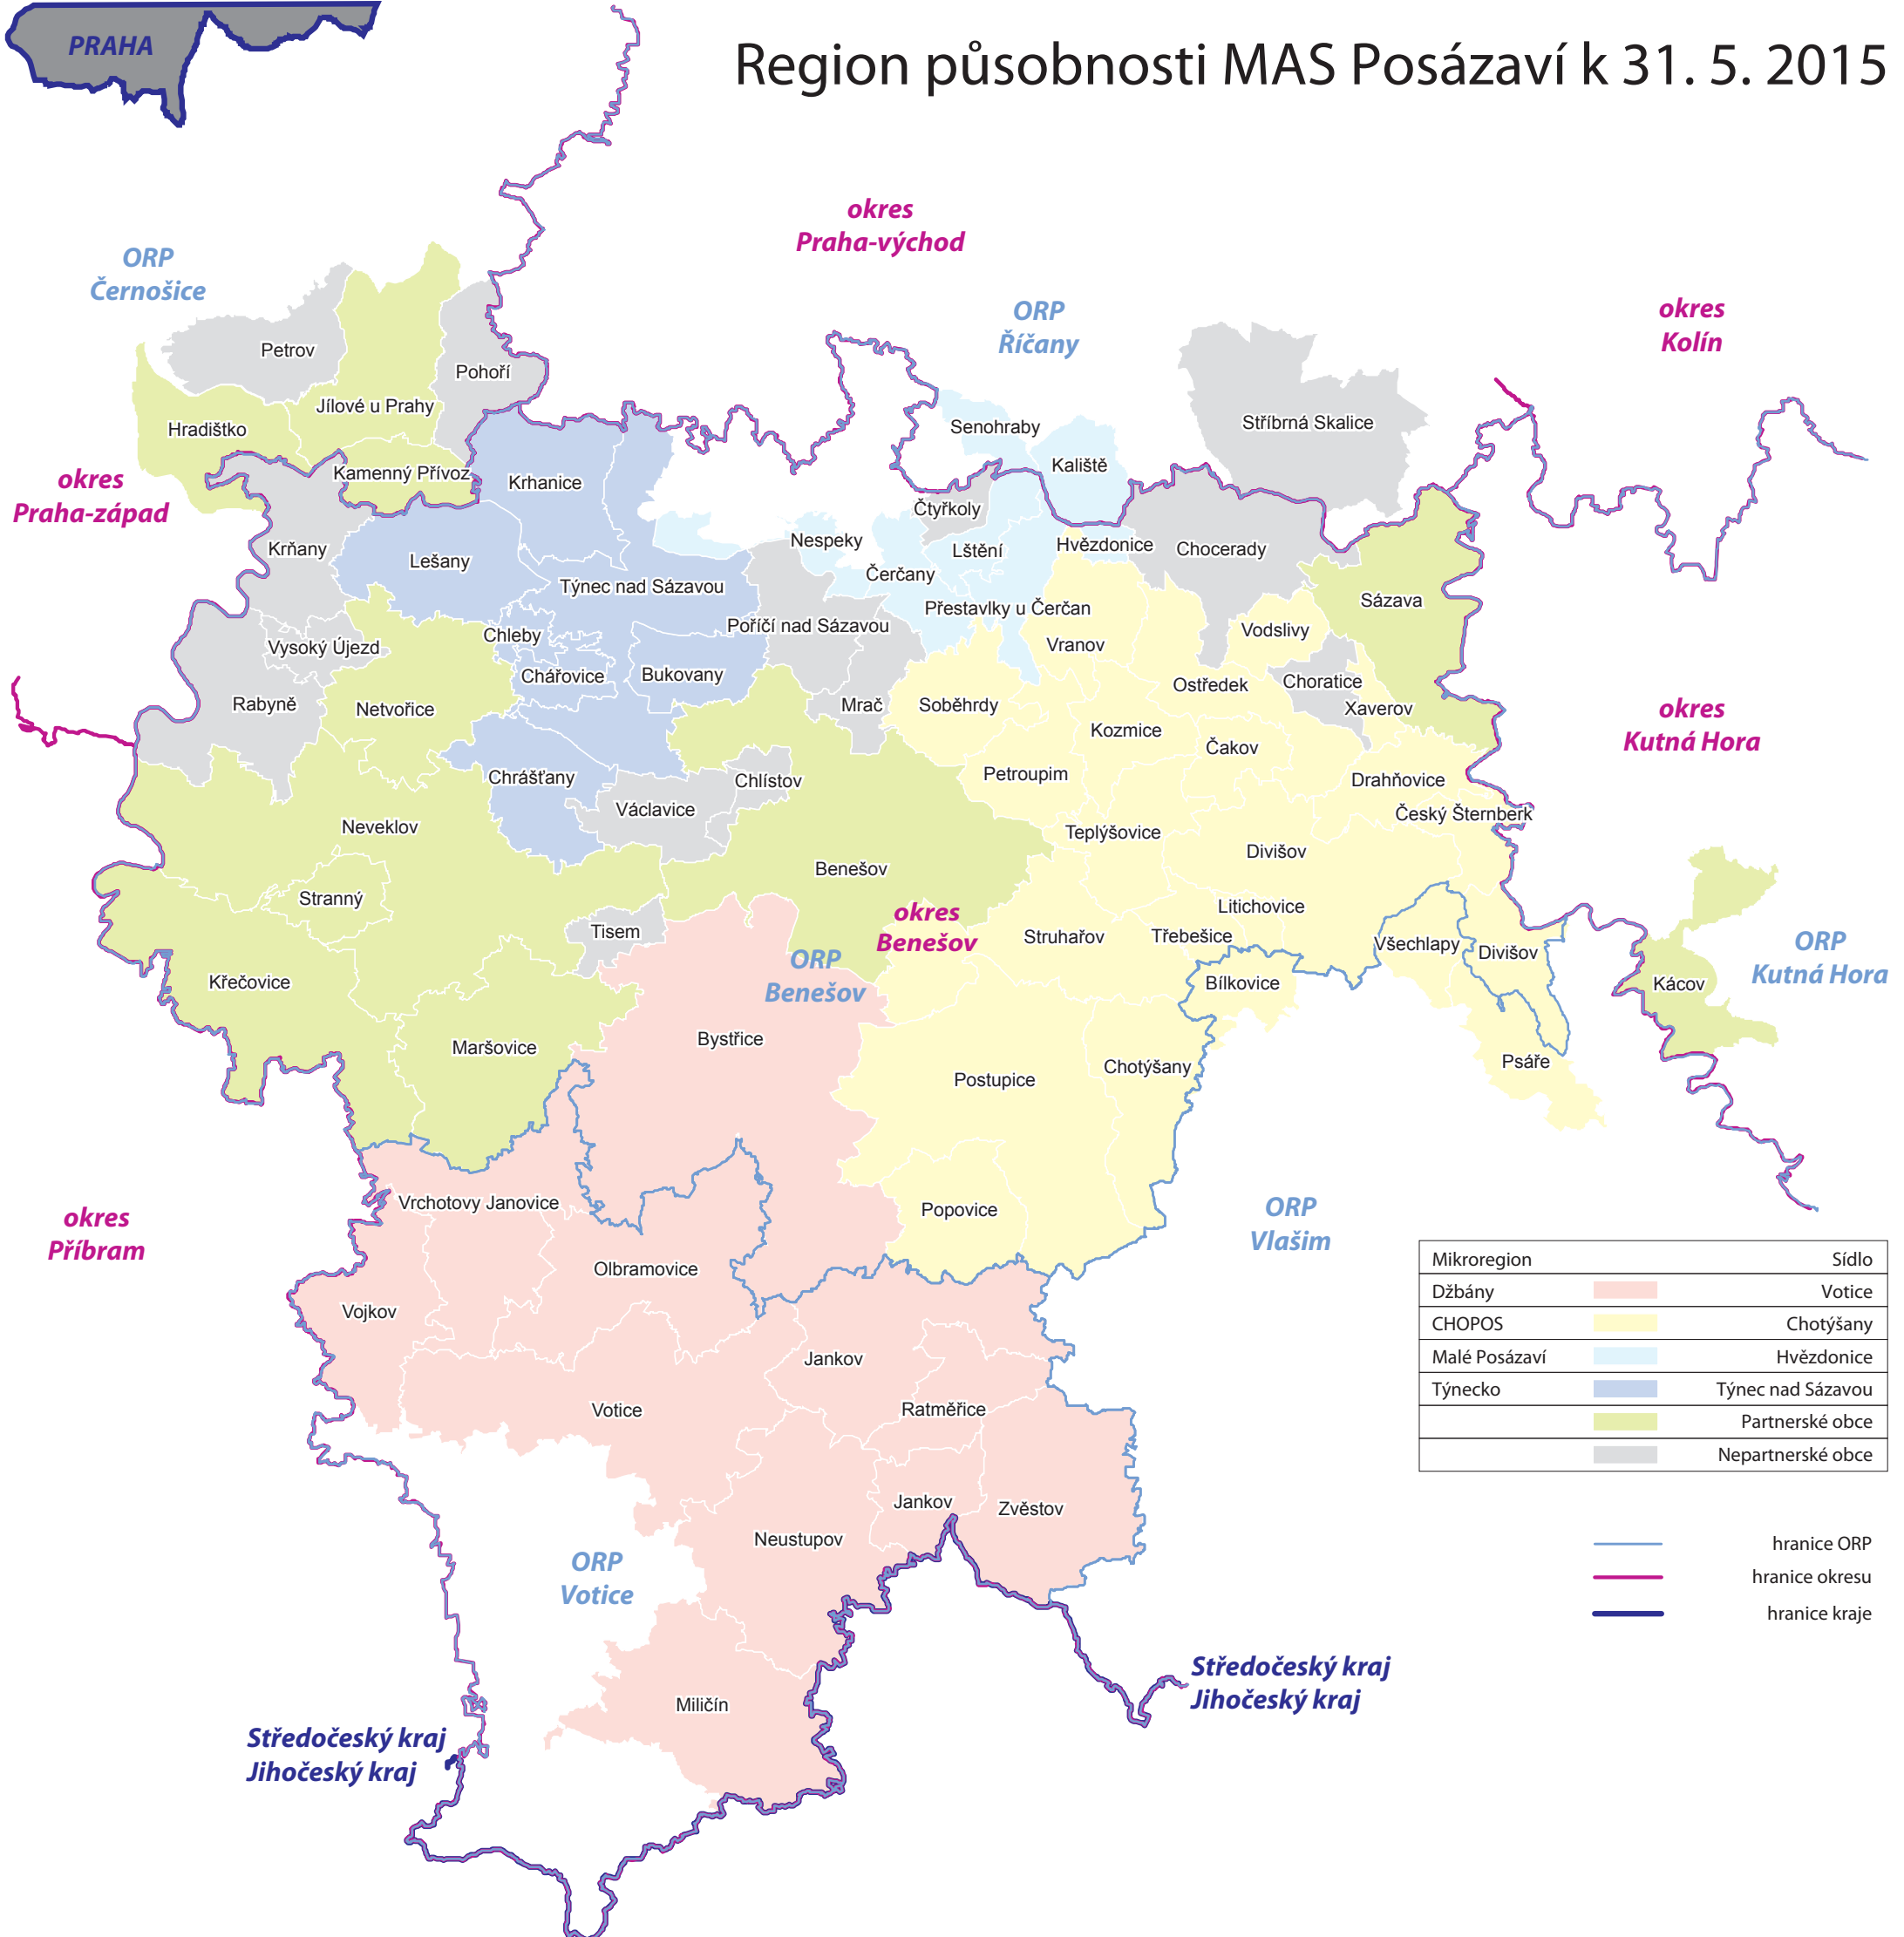 PRAHA
Region působnosti MAS Posázaví k 31. 5. 2015
okres
Praha-východ
ORP
Černošice
ORP
Říčany
okres
Kolín
Petrov
Pohoří
Jílové u Prahy
Hradištko
Senohraby
Stříbrná Skalice
Kaliště
Kamenný Přívoz
Krhanice
okres
Praha-západ
Čtyřkoly
Krňany
Lešany
Nespeky
Lštění
Hvězdonice
Chocerady
Čerčany
Týnec nad Sázavou
Sázava
Přestavlky u Čerčan
Poříčí nad Sázavou
Vodslivy
Chleby
Vysoký Újezd
Vranov
Chářovice
Bukovany
Ostředek
Choratice
Rabyně
Netvořice
Mrač
Soběhrdy
Xaverov
okres
Kutná Hora
Kozmice
Čakov
Chrášťany
Chlístov
Petroupim
Drahňovice
Václavice
Český Šternberk
Neveklov
Teplýšovice
Divišov
Benešov
Stranný
Litichovice
okres
Benešov
Tisem
Struhařov
Třebešice
Všechlapy
Divišov
ORP
Kutná Hora
ORP
Benešov
Křečovice
Bílkovice
Kácov
Bystřice
Maršovice
Psáře
Chotýšany
Postupice
Vrchotovy Janovice
Popovice
okres
Příbram
ORP
Vlašim
Olbramovice
Vojkov
Jankov
Votice
Ratměřice
Jankov
Zvěstov
Neustupov
ORP
Votice
Miličín
Středočeský kraj
Jihočeský kraj
Středočeský kraj
Jihočeský kraj
Mikroregion Sídlo
Džbány Votice
CHOPOS Chotýšany
Malé Posázaví Hvězdonice
Týnecko Týnec nad Sázavou
Partnerské obce
Nepartnerské obce
hranice ORP
hranice okresu
hranice kraje